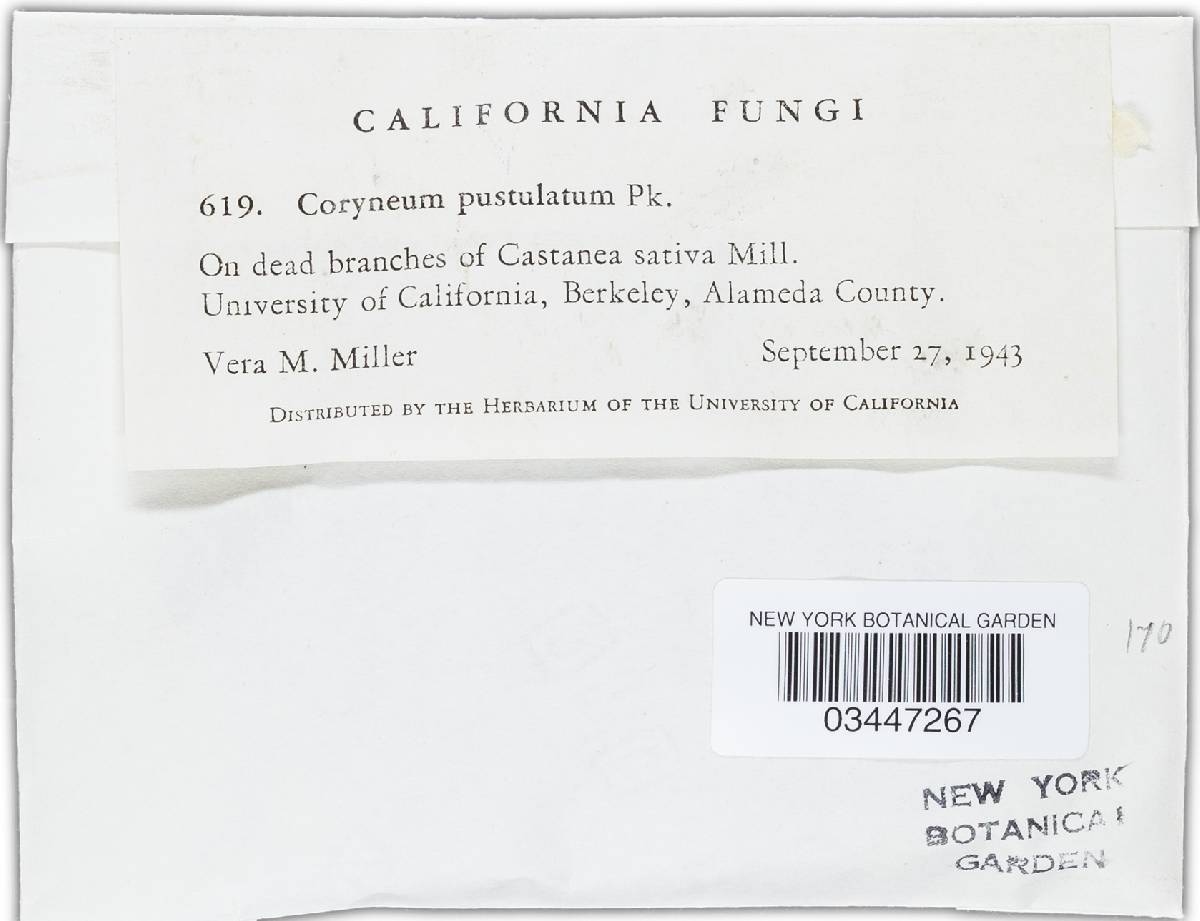 CALIFORNIA FUNGI
619. Coryneum pustulatum Pk.
On dead branches of Castanea sativa Mill.
University of California, Berkeley, Alameda County.
Vera M. Miller September 27, 1943
DISTRIBUTED BY THE HERBARIUM OF THE UNIVERSITY OF CALIFORNIA
NEW YORK BOTANICAL GARDEN
03447267
170
NEW YORK
BOTANICAL
GARDEN